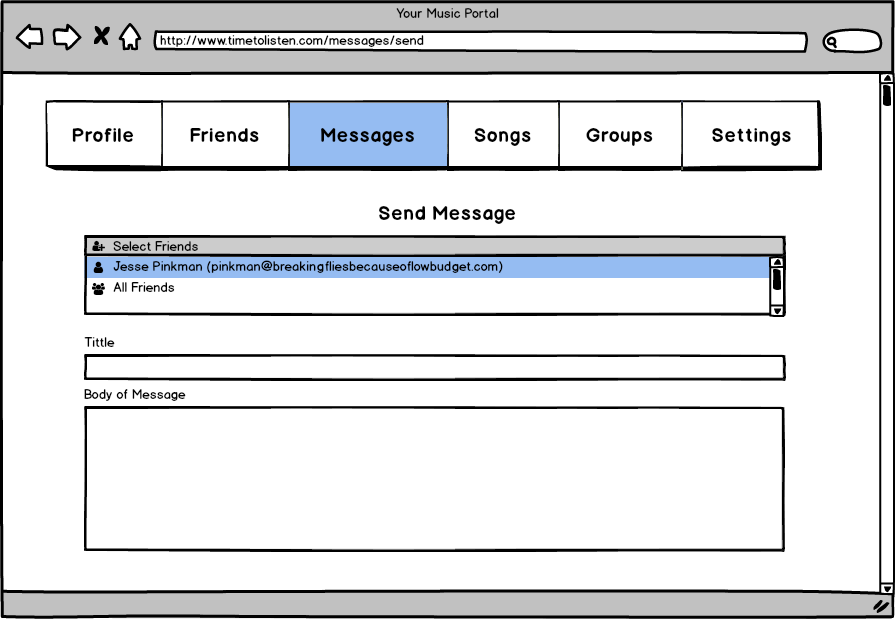 Your Music Portal
http://www.timetolisten.com/messages/send
Profile Friends Messages Songs Groups Settings
Send Message
Select Friends
Jesse Pinkman (pinkman@breakingfliesbecauseoflowbudget.com)
All Friends
Tittle
Body of Message